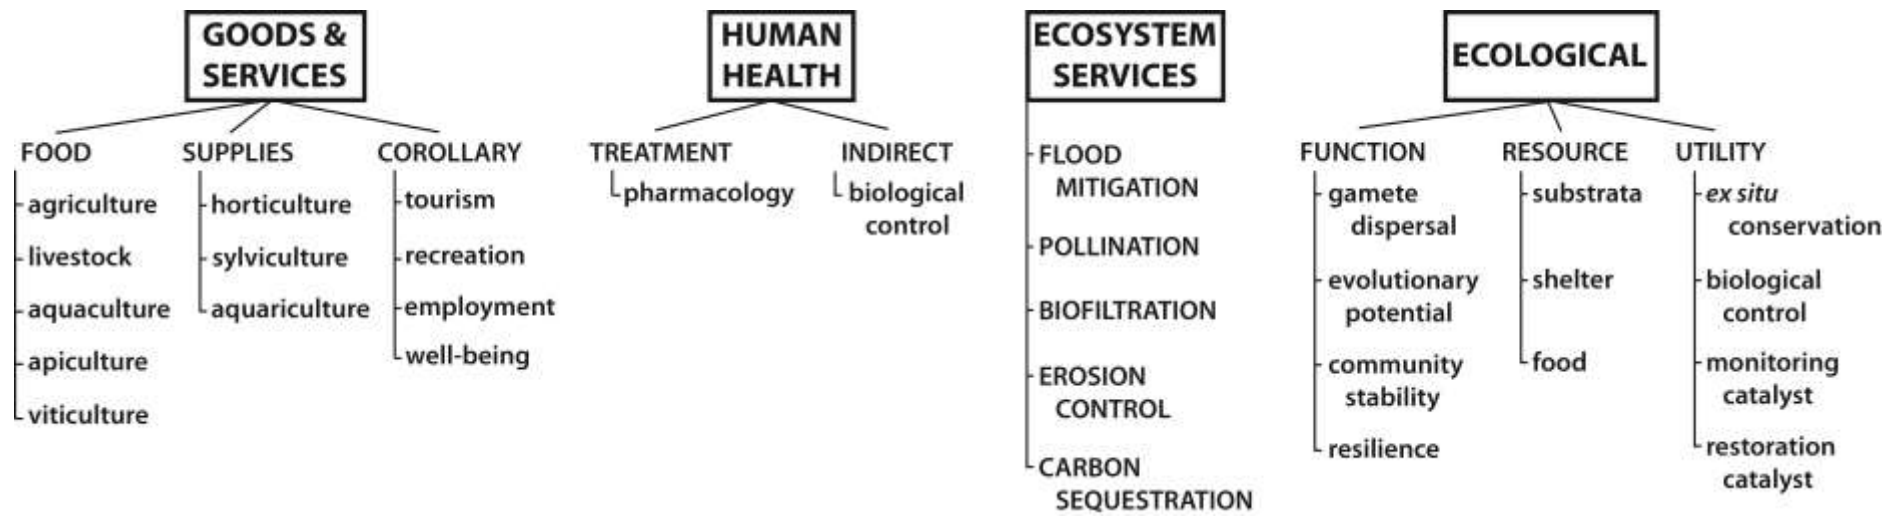 GOODS &
SERVICES
FOOD
agriculture
livestock
aquaculture
apiculture
viticulture
SUPPLIES
horticulture
sylviculture
aquariculture
COROLLARY
tourism
recreation
employment
well-being
HUMAN
HEALTH
TREATMENT
pharmacology
INDIRECT
biological
control
ECOSYSTEM
SERVICES
FLOOD
MITIGATION
POLLINATION
BIOFILTRATION
EROSION
CONTROL
CARBON
SEQUESTRATION
ECOLOGICAL
FUNCTION
gamete
dispersal
evolutionary
potential
community
stability
resilience
RESOURCE
substrata
shelter
food
UTILITY
ex situ
conservation
biological
control
monitoring
catalyst
restoration
catalyst